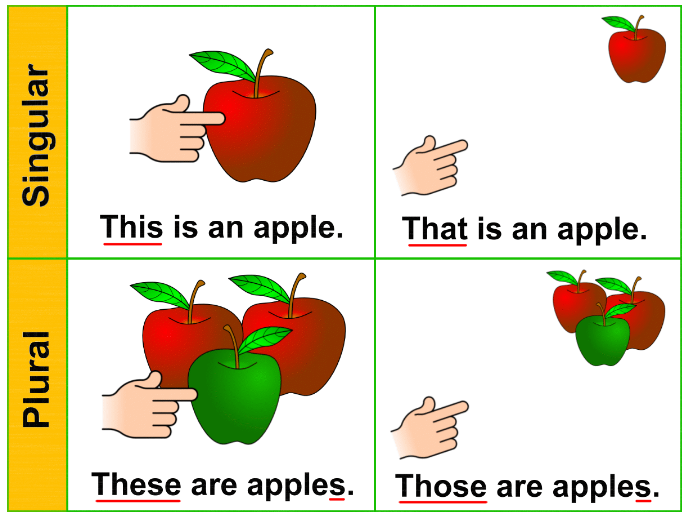 Singular
This is an apple.
That is an apple.
Plural
These are apples.
Those are apples.